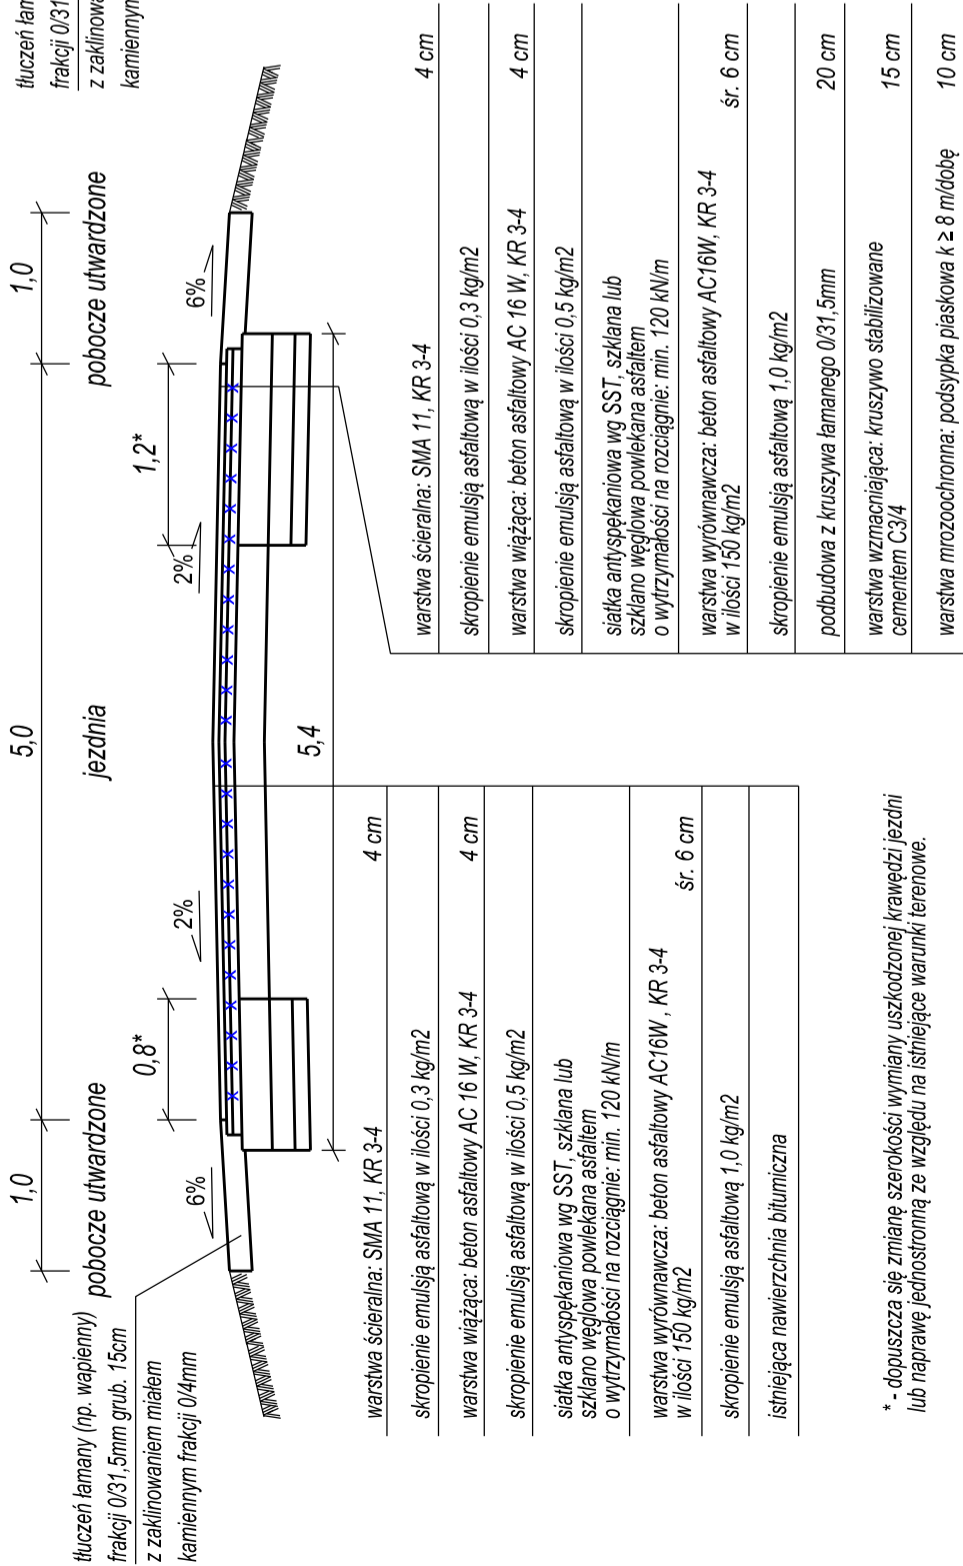 tłuczeń łamany (np. wapienny)
frakcji 0/31,5mm grub. 15cm
z zaklinowaniem miałem
kamiennym frakcji 0/4mm
1,0
5,0
1,0
pobocze utwardzone
jezdnia
pobocze utwardzone
0,8*
1,2*
6%
2%
2%
6%
5,4
tłuczeń łam
frakcji 0/31
z zaklinowa
kamiennym
warstwa ścieralna: SMA 11, KR 3-4 4 cm
skropienie emulsją asfaltową w ilości 0,3 kg/m2
warstwa wiążąca: beton asfaltowy AC 16 W, KR 3-4 4 cm
skropienie emulsją asfaltową w ilości 0,5 kg/m2
siatka antyspękaniowa wg SST, szklana lub
szklano węglowa powlekana asfaltem
o wytrzymałości na rozciągnie: min. 120 kN/m
warstwa wyrównawcza: beton asfaltowy AC16W , KR 3-4
w ilości 150 kg/m2 śr. 6 cm
skropienie emulsją asfaltową 1,0 kg/m2
istniejąca nawierzchnia bitumiczna
warstwa ścieralna: SMA 11, KR 3-4 4 cm
skropienie emulsją asfaltową w ilości 0,3 kg/m2
warstwa wiążąca: beton asfaltowy AC 16 W, KR 3-4 4 cm
skropienie emulsją asfaltową w ilości 0,5 kg/m2
siatka antyspękaniowa wg SST, szklana lub
szklano węglowa powlekana asfaltem
o wytrzymałości na rozciągnie: min. 120 kN/m
warstwa wyrównawcza: beton asfaltowy AC16W, KR 3-4
w ilości 150 kg/m2 śr. 6 cm
skropienie emulsją asfaltową 1,0 kg/m2
podbudowa z kruszywa łamanego 0/31,5mm 20 cm
warstwa wzmacniająca: kruszywo stabilizowane
cementem C3/4 15 cm
warstwa mrozochronna: podsypka piaskowa k ≥ 8 m/dobę 10 cm
* - dopuszcza się zmianę szerokości wymiany uszkodzonej krawędzi jezdni
lub naprawę jednostronną ze względu na istniejące warunki terenowe.